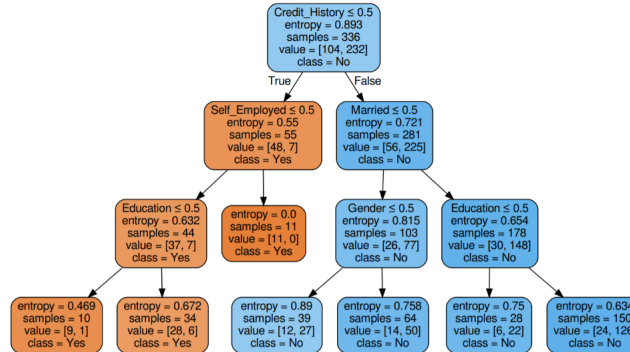 Credit_History ≤ 0.5
entropy = 0.893
samples = 336
value = [104, 232]
class = No
True
False
Self_Employed ≤ 0.5
entropy = 0.55
samples = 55
value = [48, 7]
class = Yes
Married ≤ 0.5
entropy = 0.721
samples = 281
value = [56, 225]
class = No
Education ≤ 0.5
entropy = 0.632
samples = 44
value = [37, 7]
class = Yes
entropy = 0.0
samples = 11
value = [11, 0]
class = Yes
Gender ≤ 0.5
entropy = 0.815
samples = 103
value = [26, 77]
class = No
Education ≤ 0.5
entropy = 0.654
samples = 178
value = [30, 148]
class = No
entropy = 0.469
samples = 10
value = [9, 1]
class = Yes
entropy = 0.672
samples = 34
value = [28, 6]
class = Yes
entropy = 0.89
samples = 39
value = [12, 27]
class = No
entropy = 0.758
samples = 64
value = [14, 50]
class = No
entropy = 0.75
samples = 28
value = [6, 22]
class = No
entropy = 0.634
samples = 150
value = [24, 126
class = No